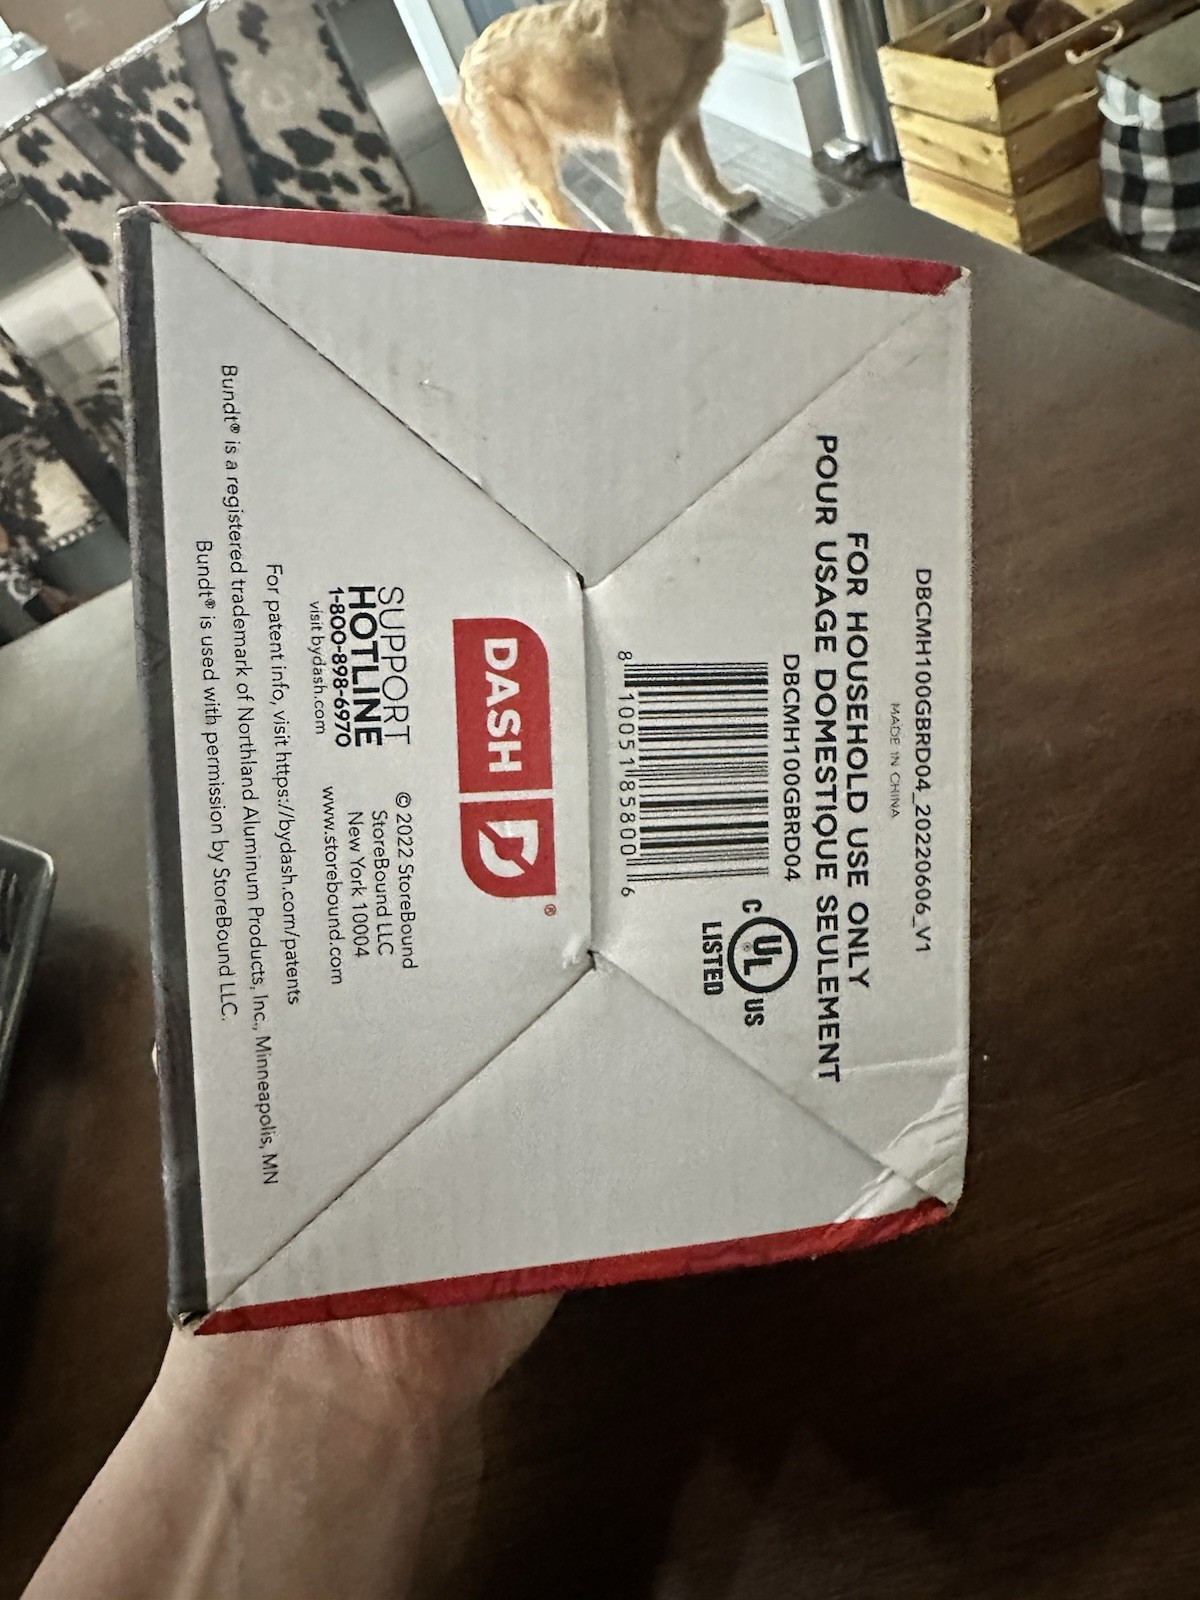 DBCMH100GBRD04_20220606_V1
MADE IN CHINA
FOR HOUSEHOLD USE ONLY
POUR USAGE DOMESTIQUE SEULEMENT
DBCMH100GBRD04
8 10051 85800 6
C UL® US
LISTED
DASH ®
SUPPORT
HOTLINE
1-800-898-6970
visit bydash.com
© 2022 StoreBound
StoreBound LLC
New York 10004
www.storebound.com
For patent info, visit https://bydash.com/patents
Bundt® is a registered trademark of Northland Aluminum Products, Inc., Minneapolis, MN
Bundt® is used with permission by StoreBound LLC.